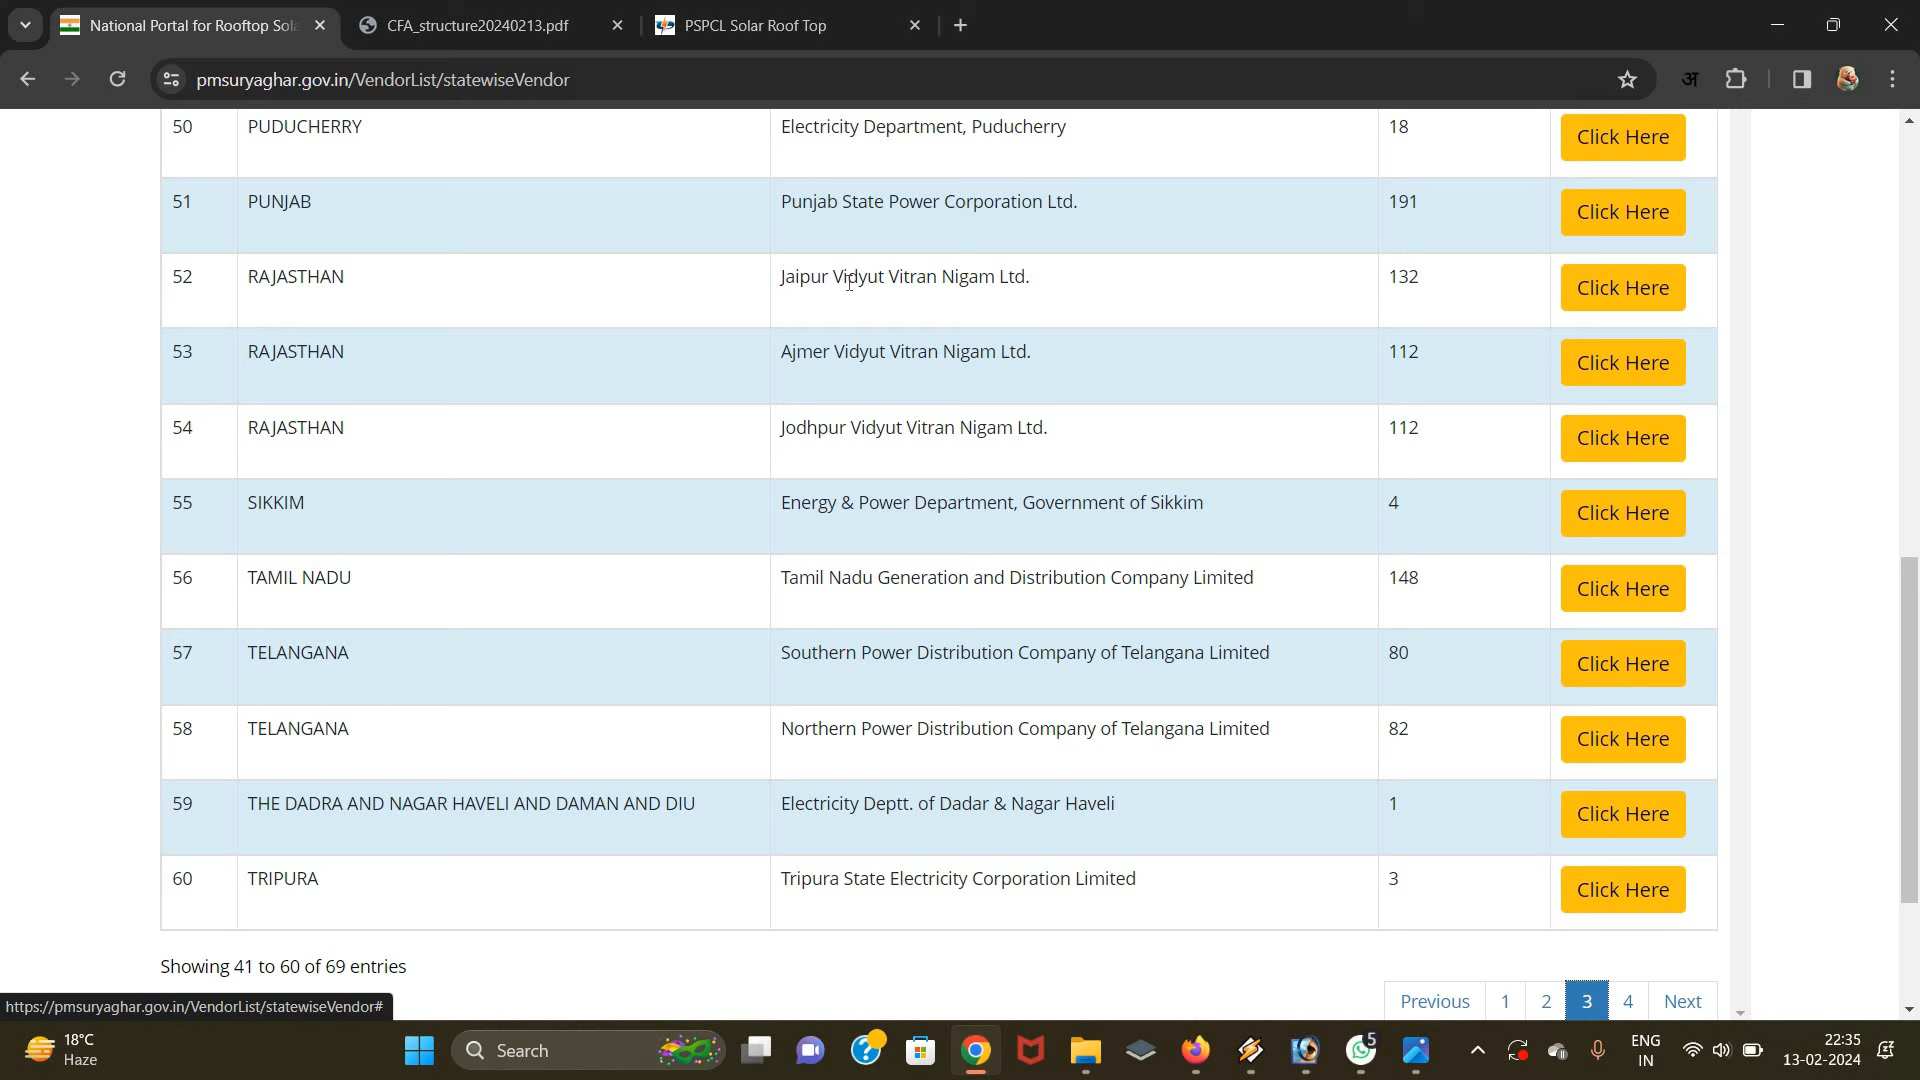 National Portal for Rooftop Sola
CFA_structure20240213.pdf
PSPCL Solar Roof Top
pmsuryaghar.gov.in/VendorList/statewiseVendor
अ
50 PUDUCHERRY Electricity Department, Puducherry 18 Click Here
51 PUNJAB Punjab State Power Corporation Ltd. 191 Click Here
52 RAJASTHAN Jaipur Vidyut Vitran Nigam Ltd. 132 Click Here
53 RAJASTHAN Ajmer Vidyut Vitran Nigam Ltd. 112 Click Here
54 RAJASTHAN Jodhpur Vidyut Vitran Nigam Ltd. 112 Click Here
55 SIKKIM Energy & Power Department, Government of Sikkim 4 Click Here
56 TAMIL NADU Tamil Nadu Generation and Distribution Company Limited 148 Click Here
57 TELANGANA Southern Power Distribution Company of Telangana Limited 80 Click Here
58 TELANGANA Northern Power Distribution Company of Telangana Limited 82 Click Here
59 THE DADRA AND NAGAR HAVELI AND DAMAN AND DIU Electricity Deptt. of Dadar & Nagar Haveli 1 Click Here
60 TRIPURA Tripura State Electricity Corporation Limited 3 Click Here
Showing 41 to 60 of 69 entries
Previous 1 2 3 4 Next
https://pmsuryaghar.gov.in/VendorList/statewiseVendor#
18°C
Haze
Search
5
ENG
IN
22:35
13-02-2024